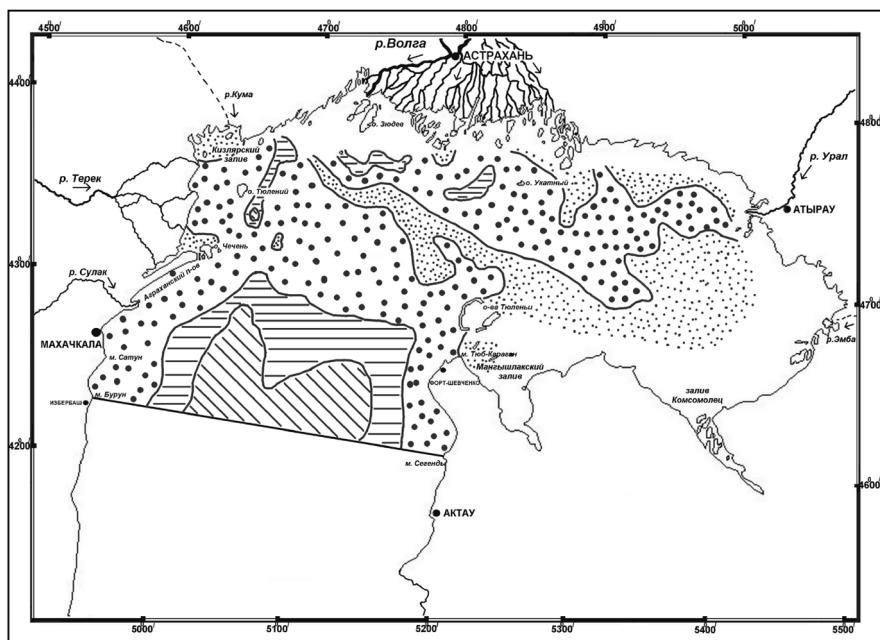 4500
4600
4700
4800
4900
5000
р.Волга
АСТРАХАНЬ
4400
р.Кума
о. Зюдев
4800
Кизлярский
залив
р. Терек
р. Урал
о. Тюлений
о. Укатный
АТЫРАУ
Чечень
4300
р. Сулак
Аграханский п-ов
о-ва Тюленьи
4700
МАХАЧКАЛА
р.Эмба
м. Сатун
м. Тюб-Караган
Мангышлакский
залив
ФОРТ-ШЕВЧЕНКО
м. Бурун
ИЗБЕРБАШ
залив
Комсомолец
4200
м. Сегенды
4600
АКТАУ
5000
5100
5200
5300
5400
5500